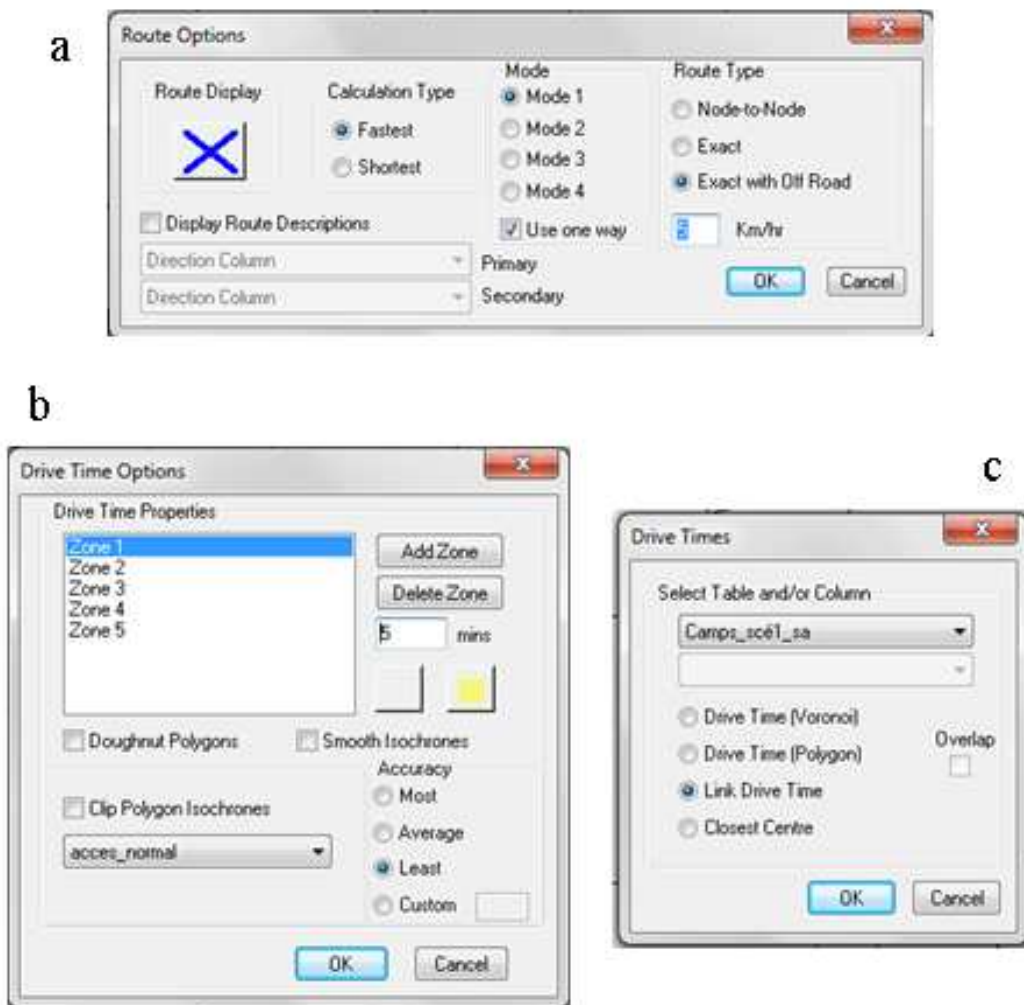 a
Route Options
Route Display
Calculation Type
Fastest
Shortest
Mode
Mode 1
Mode 2
Mode 3
Mode 4
Use one way
Route Type
Node-to-Node
Exact
Exact with Off Road
5 Km/hr
Display Route Descriptions
Direction Column Primary
Direction Column Secondary
OK Cancel
b
Drive Time Options
Drive Time Properties
Zone 1
Zone 2
Zone 3
Zone 4
Zone 5
Add Zone
Delete Zone
5 mins
Doughnut Polygons Smooth Isochrones
Clip Polygon Isochrones
acces_normal
Accuracy
Most
Average
Least
Custom
OK Cancel
c
Drive Times
Select Table and/or Column
Camps_scé1_sa
Drive Time (Voronoi)
Drive Time (Polygon)
Link Drive Time
Closest Centre
Overlap
OK Cancel